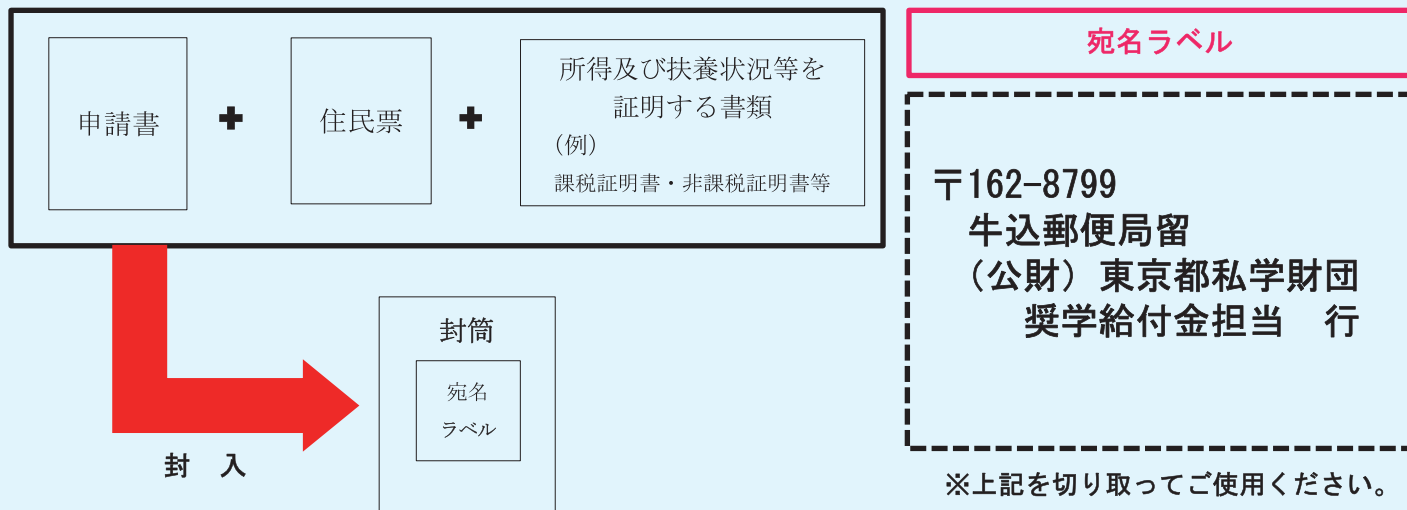 申請書
✚
住民票
✚
所得及び扶養状況等を
証明する書類
(例)
課税証明書・非課税証明書等
封 入
封筒
宛名
ラベル
宛名ラベル
〒162-8799
牛込郵便局留
(公財) 東京都私学財団
奨学給付金担当 行
※上記を切り取ってご使用ください。